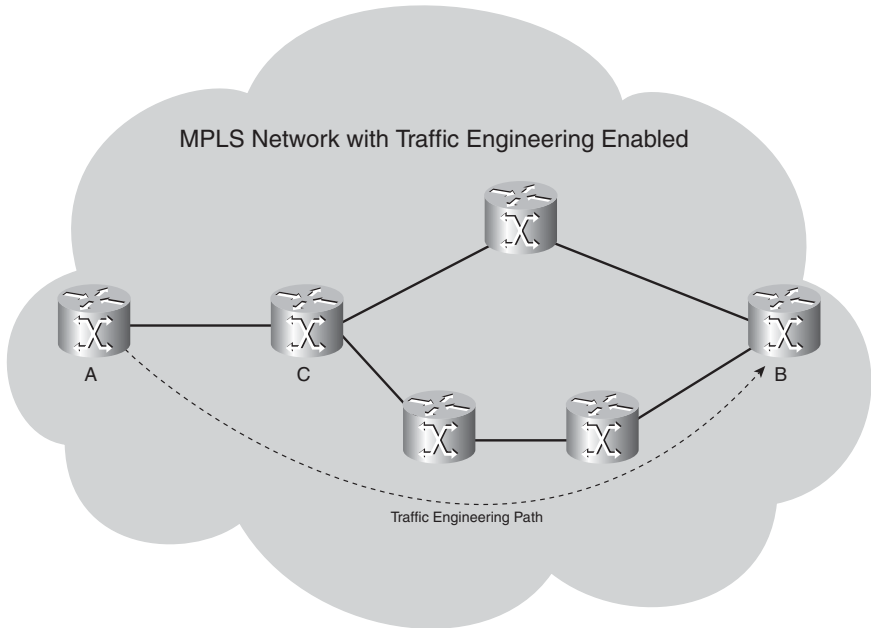 MPLS Network with Traffic Engineering Enabled
A
C
B
Traffic Engineering Path